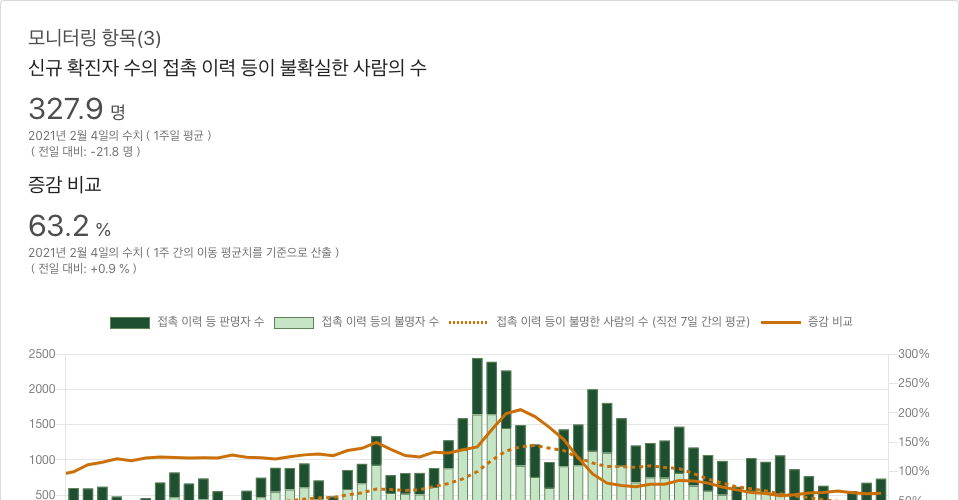 모니터링 항목(3)
신규 확진자 수의 접촉 이력 등이 불확실한 사람의 수
327.9 명
2021년 2월 4일의 수치 ( 1주일 평균 )
( 전일 대비: -21.8 명 )
증감 비교
63.2 %
2021년 2월 4일의 수치 ( 1주 간의 이동 평균치를 기준으로 산출 )
( 전일 대비: +0.9 % )
접촉 이력 등 판명자 수 접촉 이력 등의 불명자 수 접촉 이력 등이 불명한 사람의 수 (직전 7일 간의 평균) 증감 비교
2500 300%
2000 250%
1500 200%
1000 150%
500 100%
50%